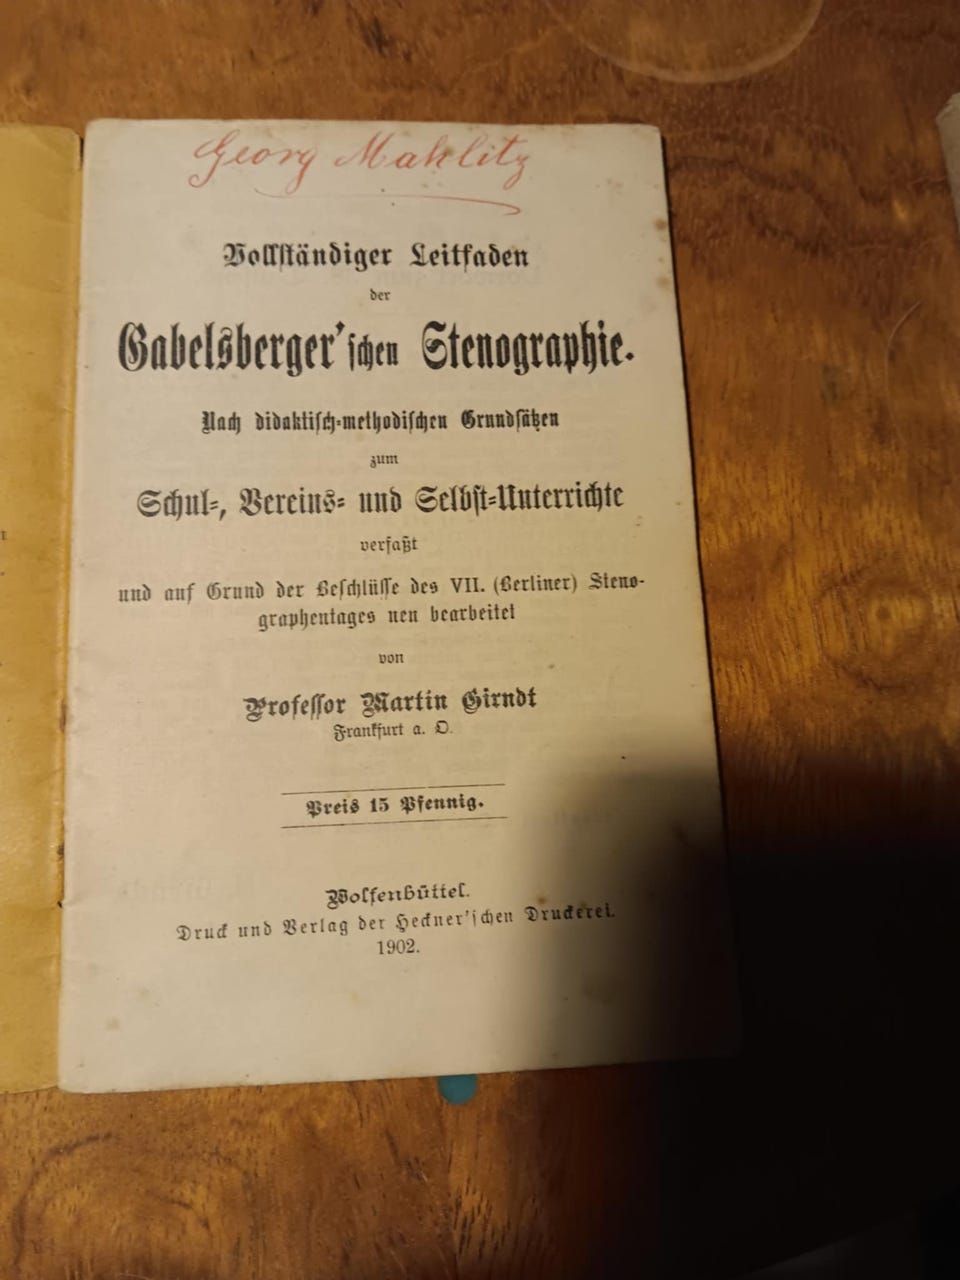 Georg Mahlitz
Vollständiger Leitfaden
der
Gabelsberger'schen Stenographie.
Nach didaktisch-methodischen Grundsätzen
zum
Schul-, Vereins- und Selbst-Unterrichte
verfaßt
und auf Grund der Beschlüsse des VII. (Berliner) Steno-
graphentages neu bearbeitet
von
Professor Martin Girndt
Frankfurt a. O.
Preis 15 Pfennig.
Wolfenbüttel.
Druck und Verlag der Heckner'schen Druckerei.
1902.